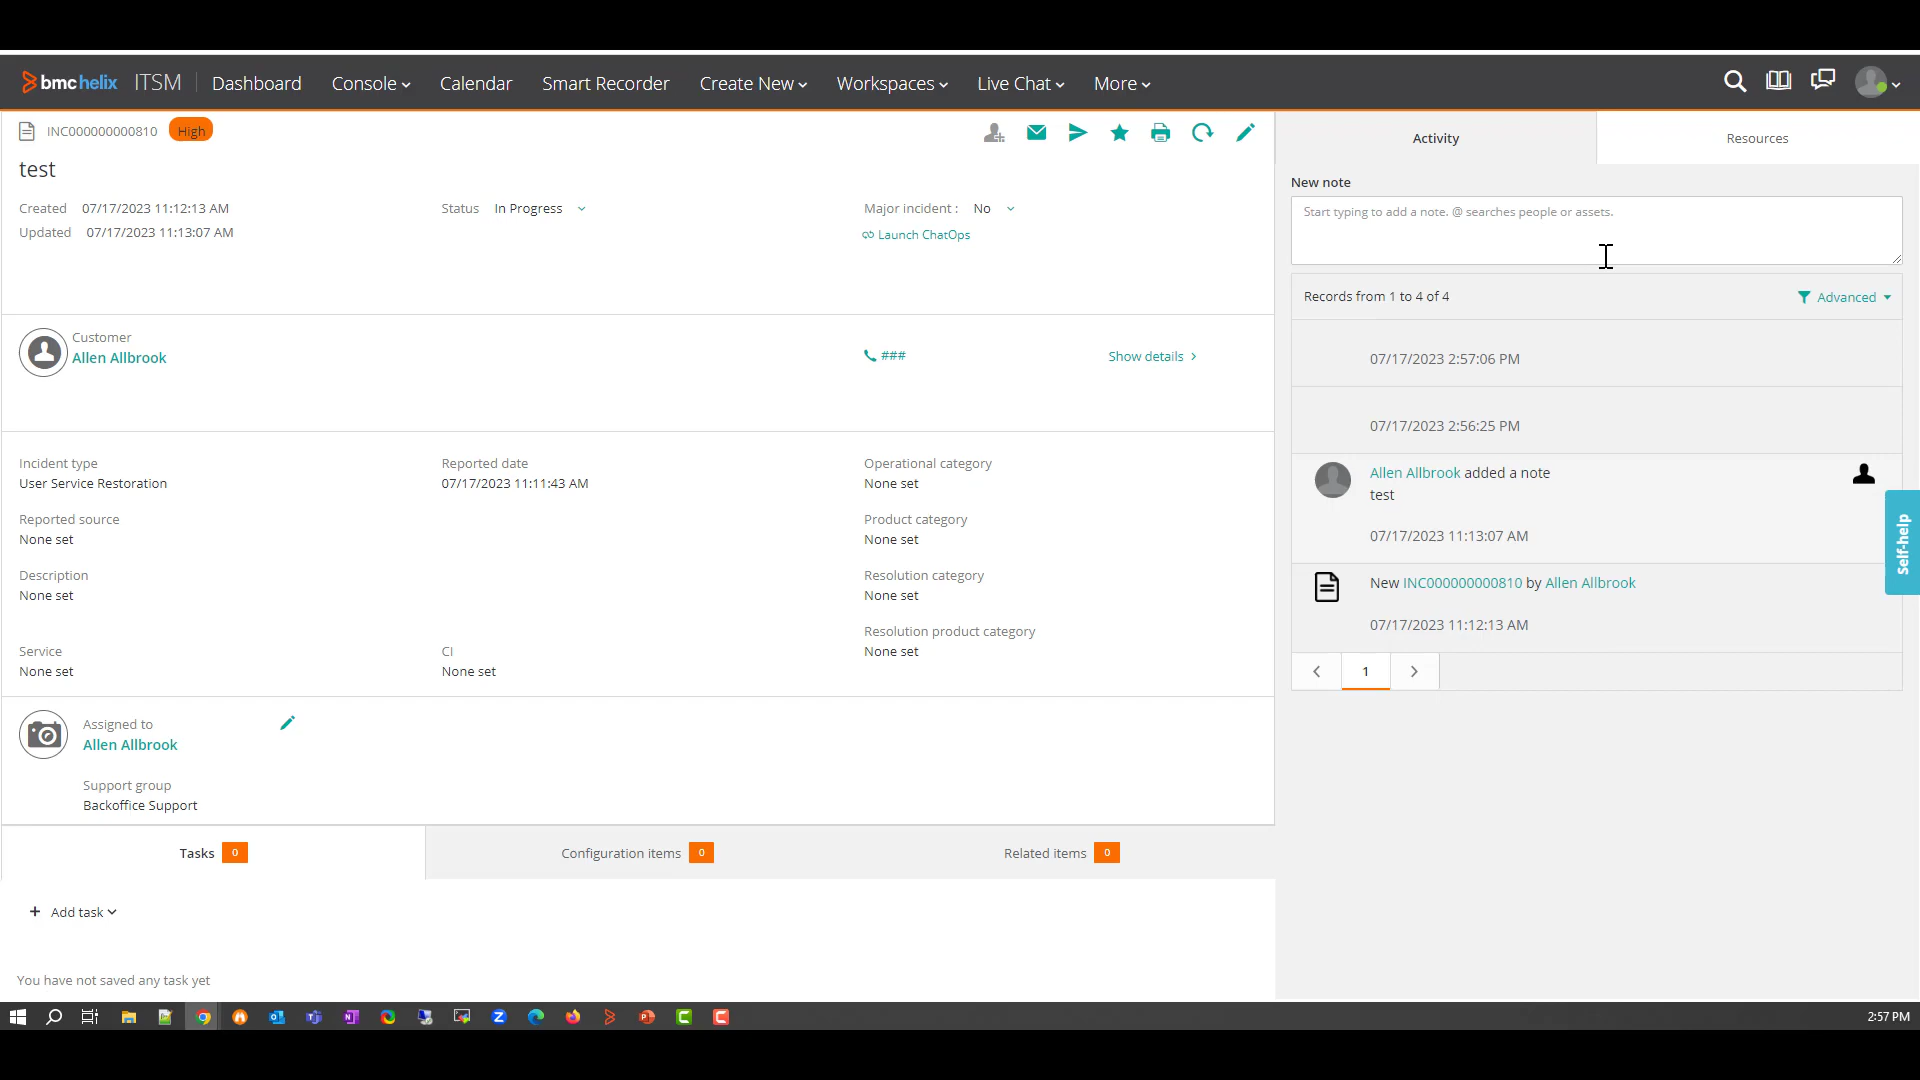 bmchelix ITSM Dashboard Console Calendar Smart Recorder Create New Workspaces Live Chat More
INC000000000810 High
test
Created 07/17/2023 11:12:13 AM
Updated 07/17/2023 11:13:07 AM
Status In Progress
Major incident : No
Launch ChatOps
Customer
Allen Allbrook
###
Show details
Incident type
User Service Restoration
Reported date
07/17/2023 11:11:43 AM
Operational category
None set
Reported source
None set
Product category
None set
Description
None set
Resolution category
None set
Resolution product category
None set
Service
None set
CI
None set
Assigned to
Allen Allbrook
Support group
Backoffice Support
Tasks 0
Configuration items 0
Related items 0
+ Add task
You have not saved any task yet
Activity
Resources
New note
Start typing to add a note. @ searches people or assets.
Records from 1 to 4 of 4
Advanced
07/17/2023 2:57:06 PM
07/17/2023 2:56:25 PM
Allen Allbrook added a note
test
07/17/2023 11:13:07 AM
New INC000000000810 by Allen Allbrook
07/17/2023 11:12:13 AM
1
Self-help
2:57 PM